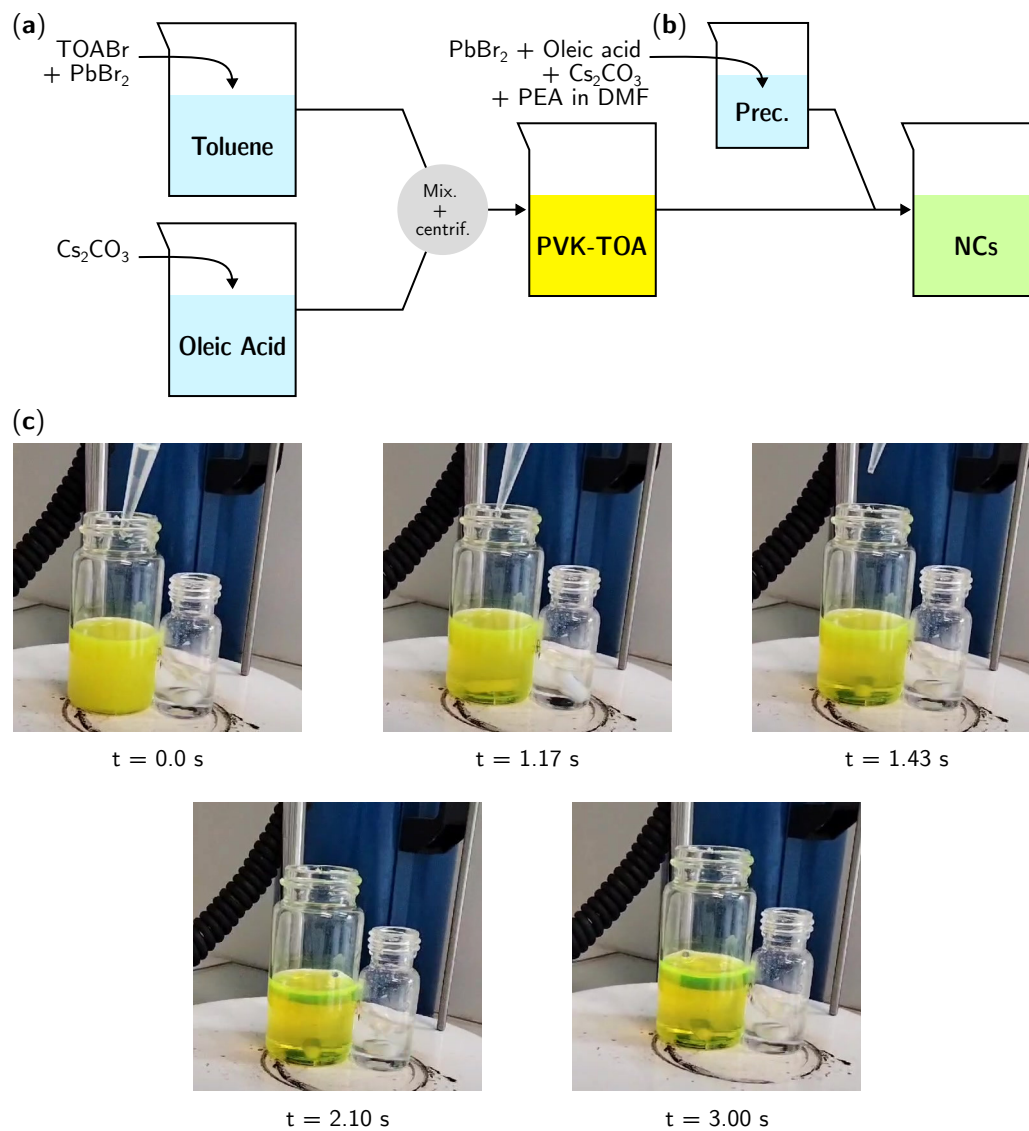 (a)
TOABr
+ PbBr₂
Toluene
Cs₂CO₃
Oleic Acid
Mix.
+
centrif.
PVK-TOA
(b)
PbBr₂ + Oleic acid
+ Cs₂CO₃
+ PEA in DMF
Prec.
NCs
(c)
t = 0.0 s
t = 1.17 s
t = 1.43 s
t = 2.10 s
t = 3.00 s